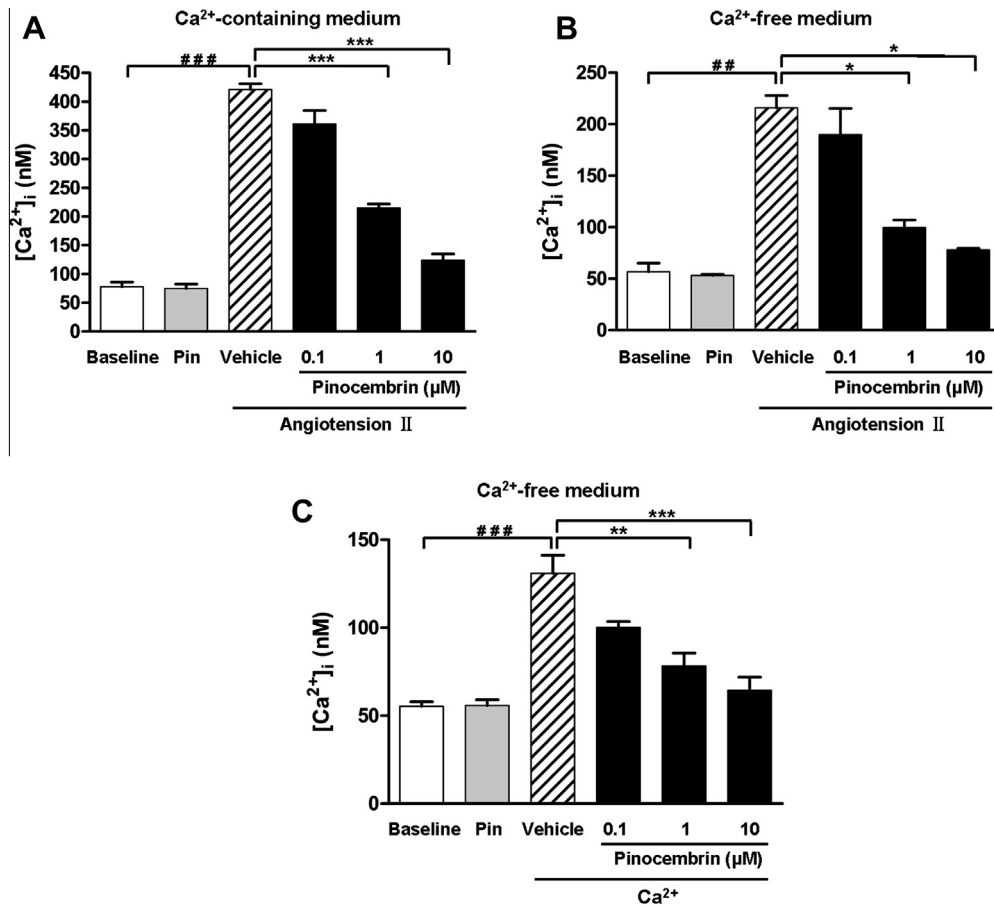 A
Ca²⁺-containing medium
###
***
***
450
400
350
300
250
200
150
100
50
0
[Ca²⁺]i (nM)
Baseline Pin Vehicle 0.1 1 10
Pinocembrin (μM)
Angiotension Ⅱ
B
Ca²⁺-free medium
##
*
*
250
200
150
100
50
0
[Ca²⁺]i (nM)
Baseline Pin Vehicle 0.1 1 10
Pinocembrin (μM)
Angiotension Ⅱ
C
Ca²⁺-free medium
###
**
***
150
100
50
0
[Ca²⁺]i (nM)
Baseline Pin Vehicle 0.1 1 10
Pinocembrin (μM)
Ca²⁺